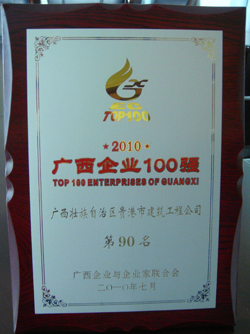 TOP100
★2010★
广西企业100强
TOP 100 ENTERPRISES OF GUANGXI
广西壮族自治区贵港市建筑工程公司
第90名
广西企业与企业家联合会
二〇一〇年七月